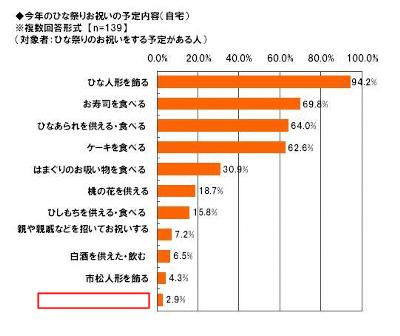 ◆今年のひな祭りお祝いの予定内容(自宅)
※複数回答形式 【n=139】
(対象者:ひな祭りのお祝いをする予定がある人)
0.0% 20.0% 40.0% 60.0% 80.0% 100.0%
ひな人形を飾る 94.2%
お寿司を食べる 69.8%
ひなあられを供える・食べる 64.0%
ケーキを食べる 62.6%
はまぐりのお吸い物を食べる 30.9%
桃の花を供える 18.7%
ひしもちを供える・食べる 15.8%
親や親戚などを招いてお祝いする 7.2%
白酒を供えた・飲む 6.5%
市松人形を飾る 4.3%
2.9%